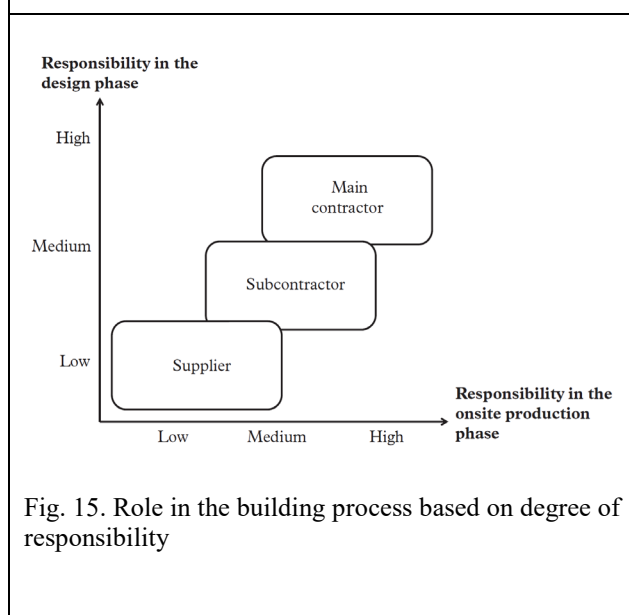 Responsibility in the
design phase
High
Main
contractor
Medium
Subcontractor
Low
Supplier
Responsibility in the
onsite production
phase
Low Medium High
Fig. 15. Role in the building process based on degree of
responsibility